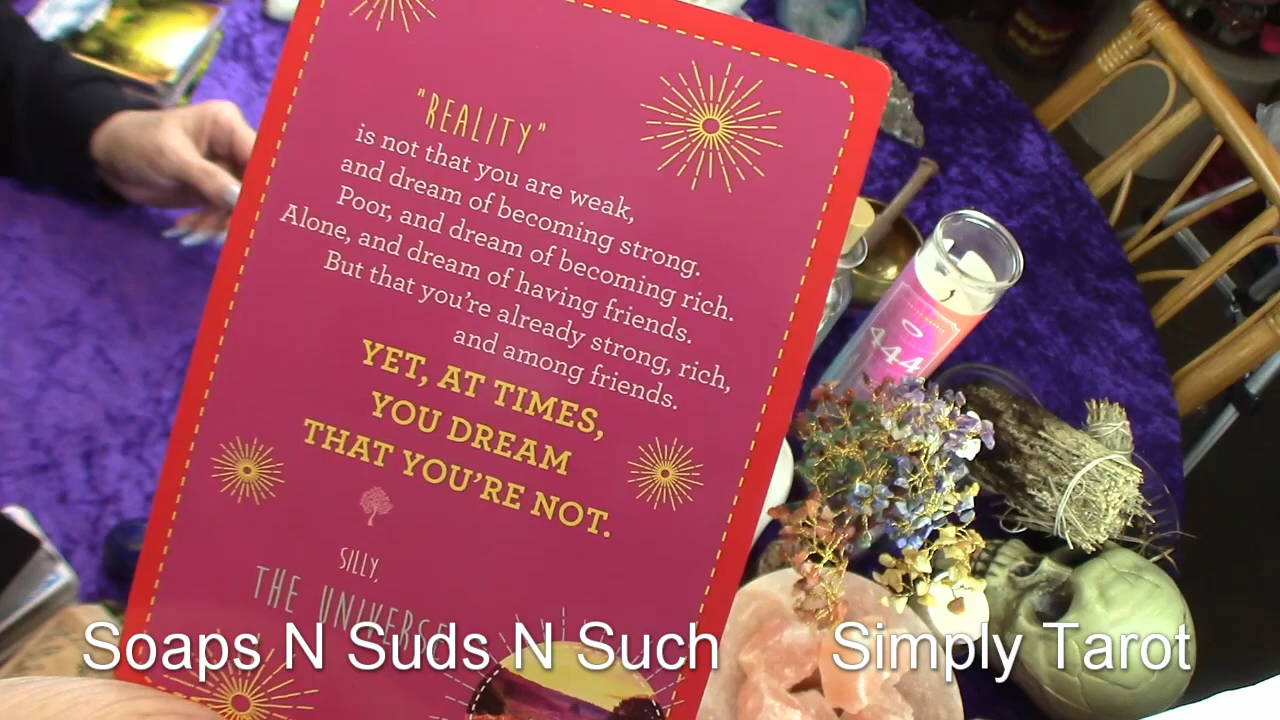 "REALITY"
is not that you are weak,
and dream of becoming strong.
Poor, and dream of becoming rich.
Alone, and dream of having friends.
But that you're already strong, rich,
and among friends.
YET, AT TIMES,
YOU DREAM
THAT YOU'RE NOT.
SILLY,
THE UNIVERSE
444
Soaps N Suds N Such Simply Tarot